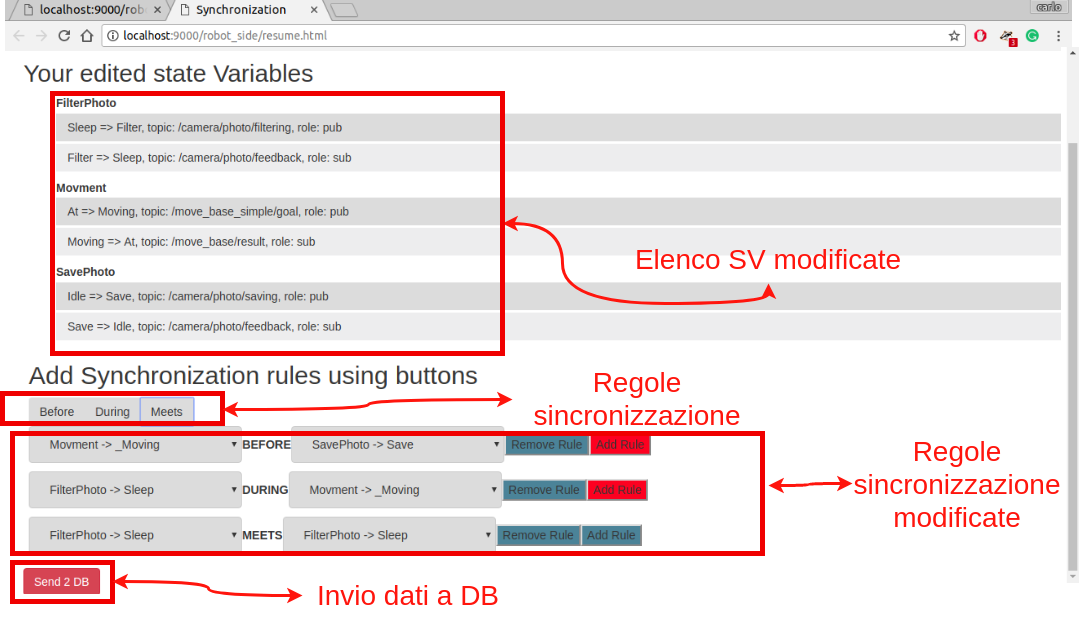 localhost:9000/rob
Synchronization
carlo
localhost:9000/robot_side/resume.html
3
Your edited state Variables
FilterPhoto
Sleep => Filter, topic: /camera/photo/filtering, role: pub
Filter => Sleep, topic: /camera/photo/feedback, role: sub
Movment
At => Moving, topic: /move_base_simple/goal, role: pub
Moving => At, topic: /move_base/result, role: sub
Elenco SV modificate
SavePhoto
Idle => Save, topic: /camera/photo/saving, role: pub
Save => Idle, topic: /camera/photo/feedback, role: sub
Add Synchronization rules using buttons
Regole
sincronizzazione
Before During Meets
Movment -> _Moving BEFORE SavePhoto -> Save Remove Rule Add Rule
FilterPhoto -> Sleep DURING Movment -> _Moving Remove Rule Add Rule
FilterPhoto -> Sleep MEETS FilterPhoto -> Sleep Remove Rule Add Rule
Regole
sincronizzazione
modificate
Send 2 DB
Invio dati a DB